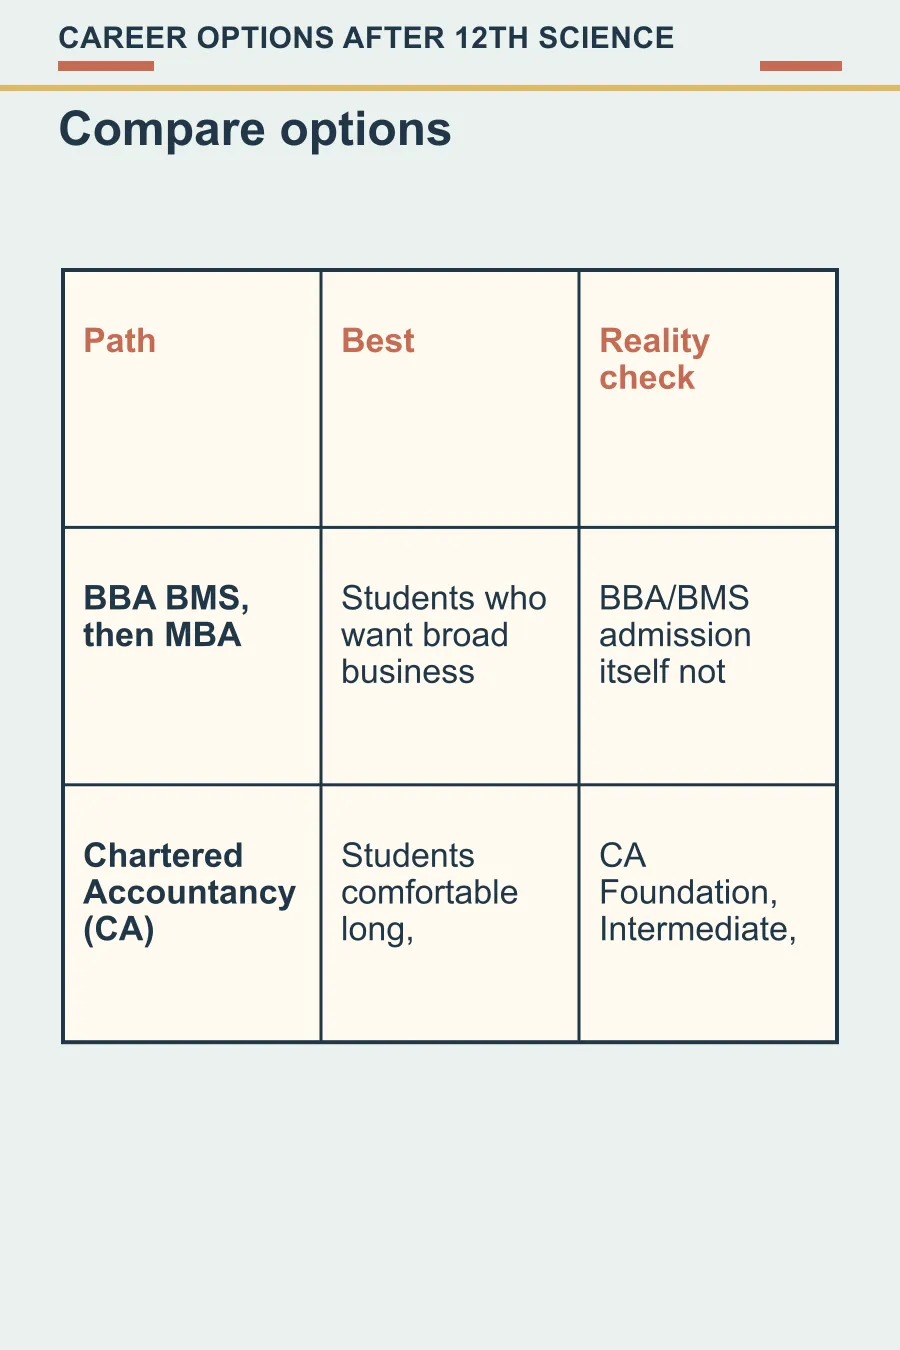 CAREER OPTIONS AFTER 12TH SCIENCE
Compare options
Path
Best
Reality
check
BBA BMS,
then MBA
Students who
want broad
business
BBA/BMS
admission
itself not
Chartered
Accountancy
(CA)
Students
comfortable
long,
CA
Foundation,
Intermediate,